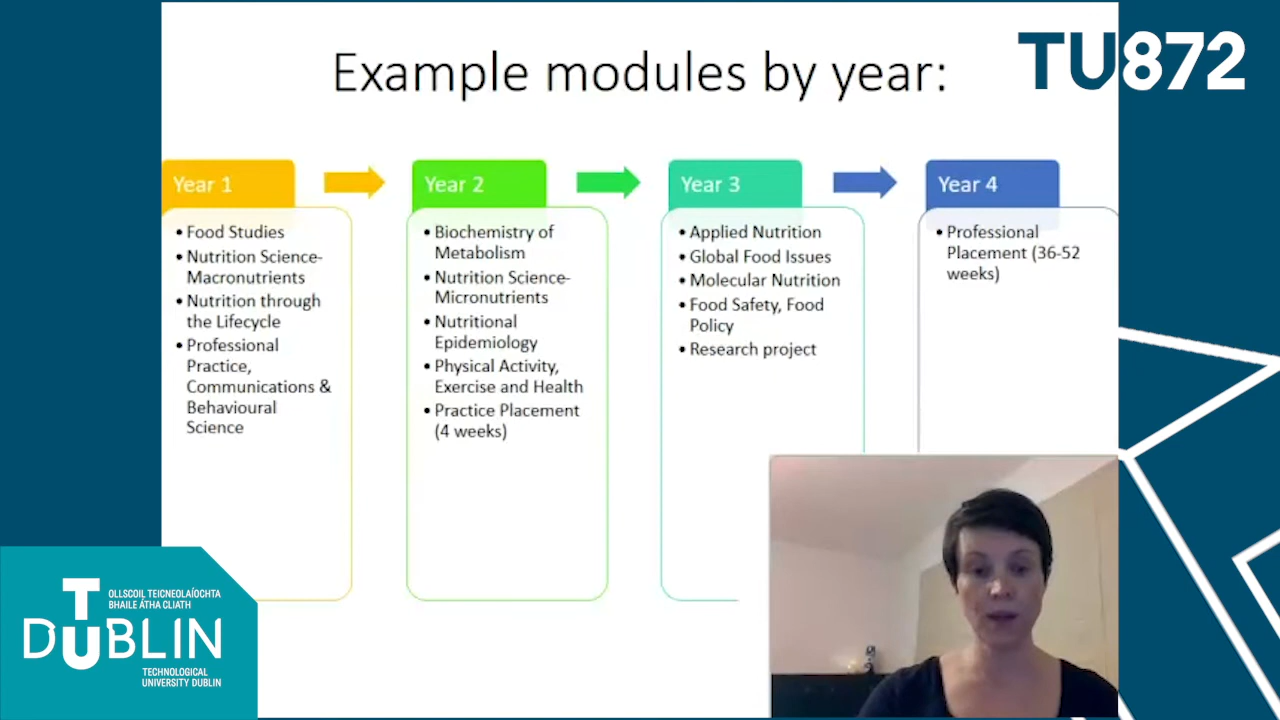 Example modules by year:
TU872
Year 1
• Food Studies
• Nutrition Science-
Macronutrients
• Nutrition through
the Lifecycle
• Professional
Practice,
Communications &
Behavioural
Science
Year 2
• Biochemistry of
Metabolism
• Nutrition Science-
Micronutrients
• Nutritional
Epidemiology
• Physical Activity,
Exercise and Health
• Practice Placement
(4 weeks)
Year 3
• Applied Nutrition
• Global Food Issues
• Molecular Nutrition
• Food Safety, Food
Policy
• Research project
Year 4
• Professional
Placement (36-52
weeks)
OLLSCOIL TEICNEOLAÍOCHTA
BHAILE ÁTHA CLIATH
TU DUBLIN
TECHNOLOGICAL
UNIVERSITY DUBLIN